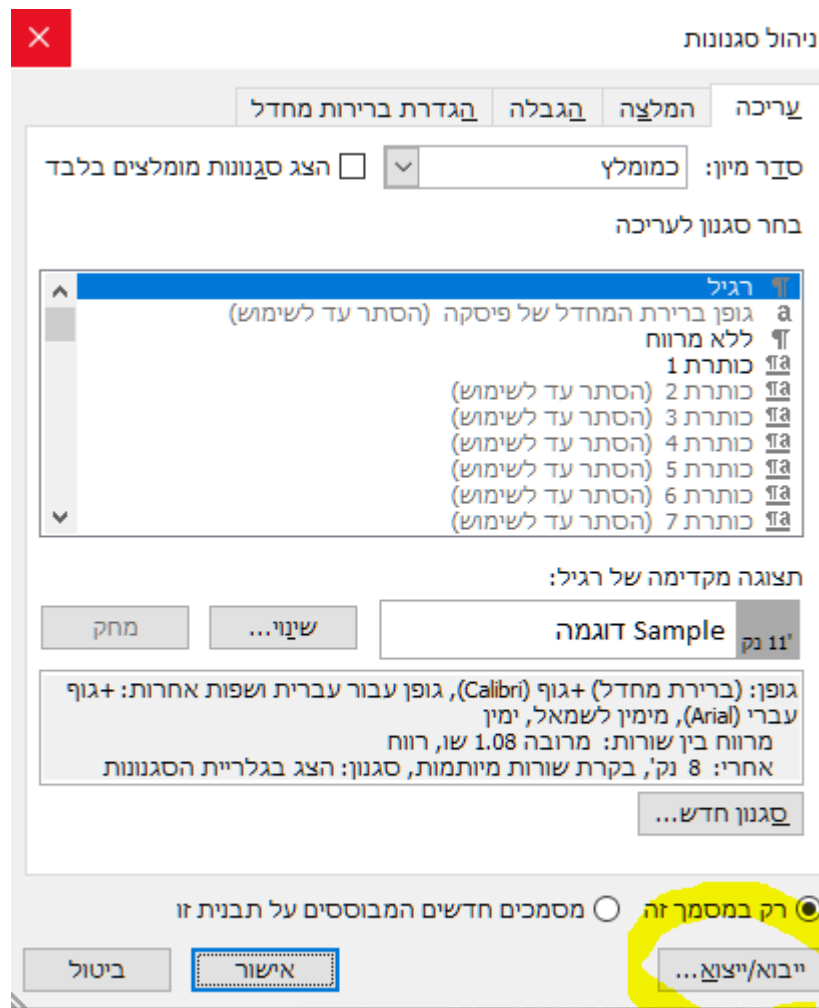 ניהול סגנונות
עריכה המלצה הגבלה הגדרת ברירות מחדל
סדר מיון: כמומלץ הצג סגנונות מומלצים בלבד
בחר סגנון לעריכה
¶ רגיל
a גופן ברירת המחדל של פיסקה (הסתר עד לשימוש)
¶ ללא מרווח
¶a כותרת 1
¶a כותרת 2 (הסתר עד לשימוש)
¶a כותרת 3 (הסתר עד לשימוש)
¶a כותרת 4 (הסתר עד לשימוש)
¶a כותרת 5 (הסתר עד לשימוש)
¶a כותרת 6 (הסתר עד לשימוש)
¶a כותרת 7 (הסתר עד לשימוש)
תצוגה מקדימה של רגיל:
11 נק' Sample דוגמה שינוי... מחק
גופן: (ברירת מחדל) +גוף (Calibri), גופן עבור עברית ושפות אחרות: +גוף
עברי (Arial), מימין לשמאל, ימין
מרווח בין שורות: מרובה 1.08 שו, רווח
אחרי: 8 נק', בקרת שורות מיותמות, סגנון: הצג בגלריית הסגנונות
סגנון חדש...
רק במסמך זה מסמכים חדשים המבוססים על תבנית זו
ייבוא/ייצוא... אישור ביטול